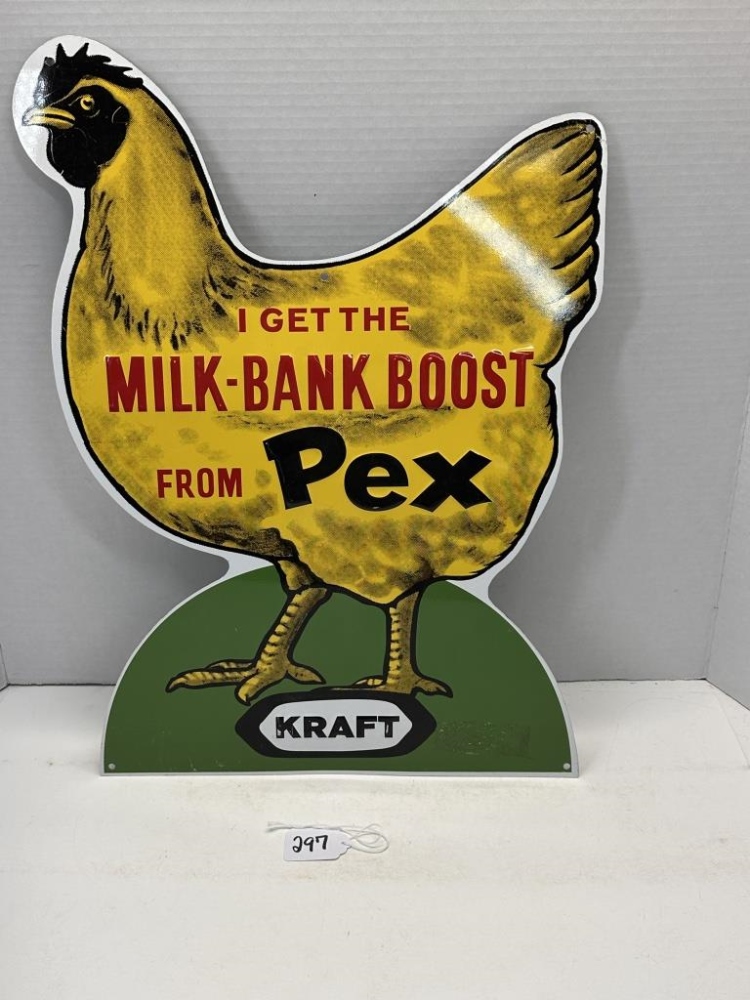 I GET THE
MILK-BANK BOOST
FROM Pex
KRAFT
297